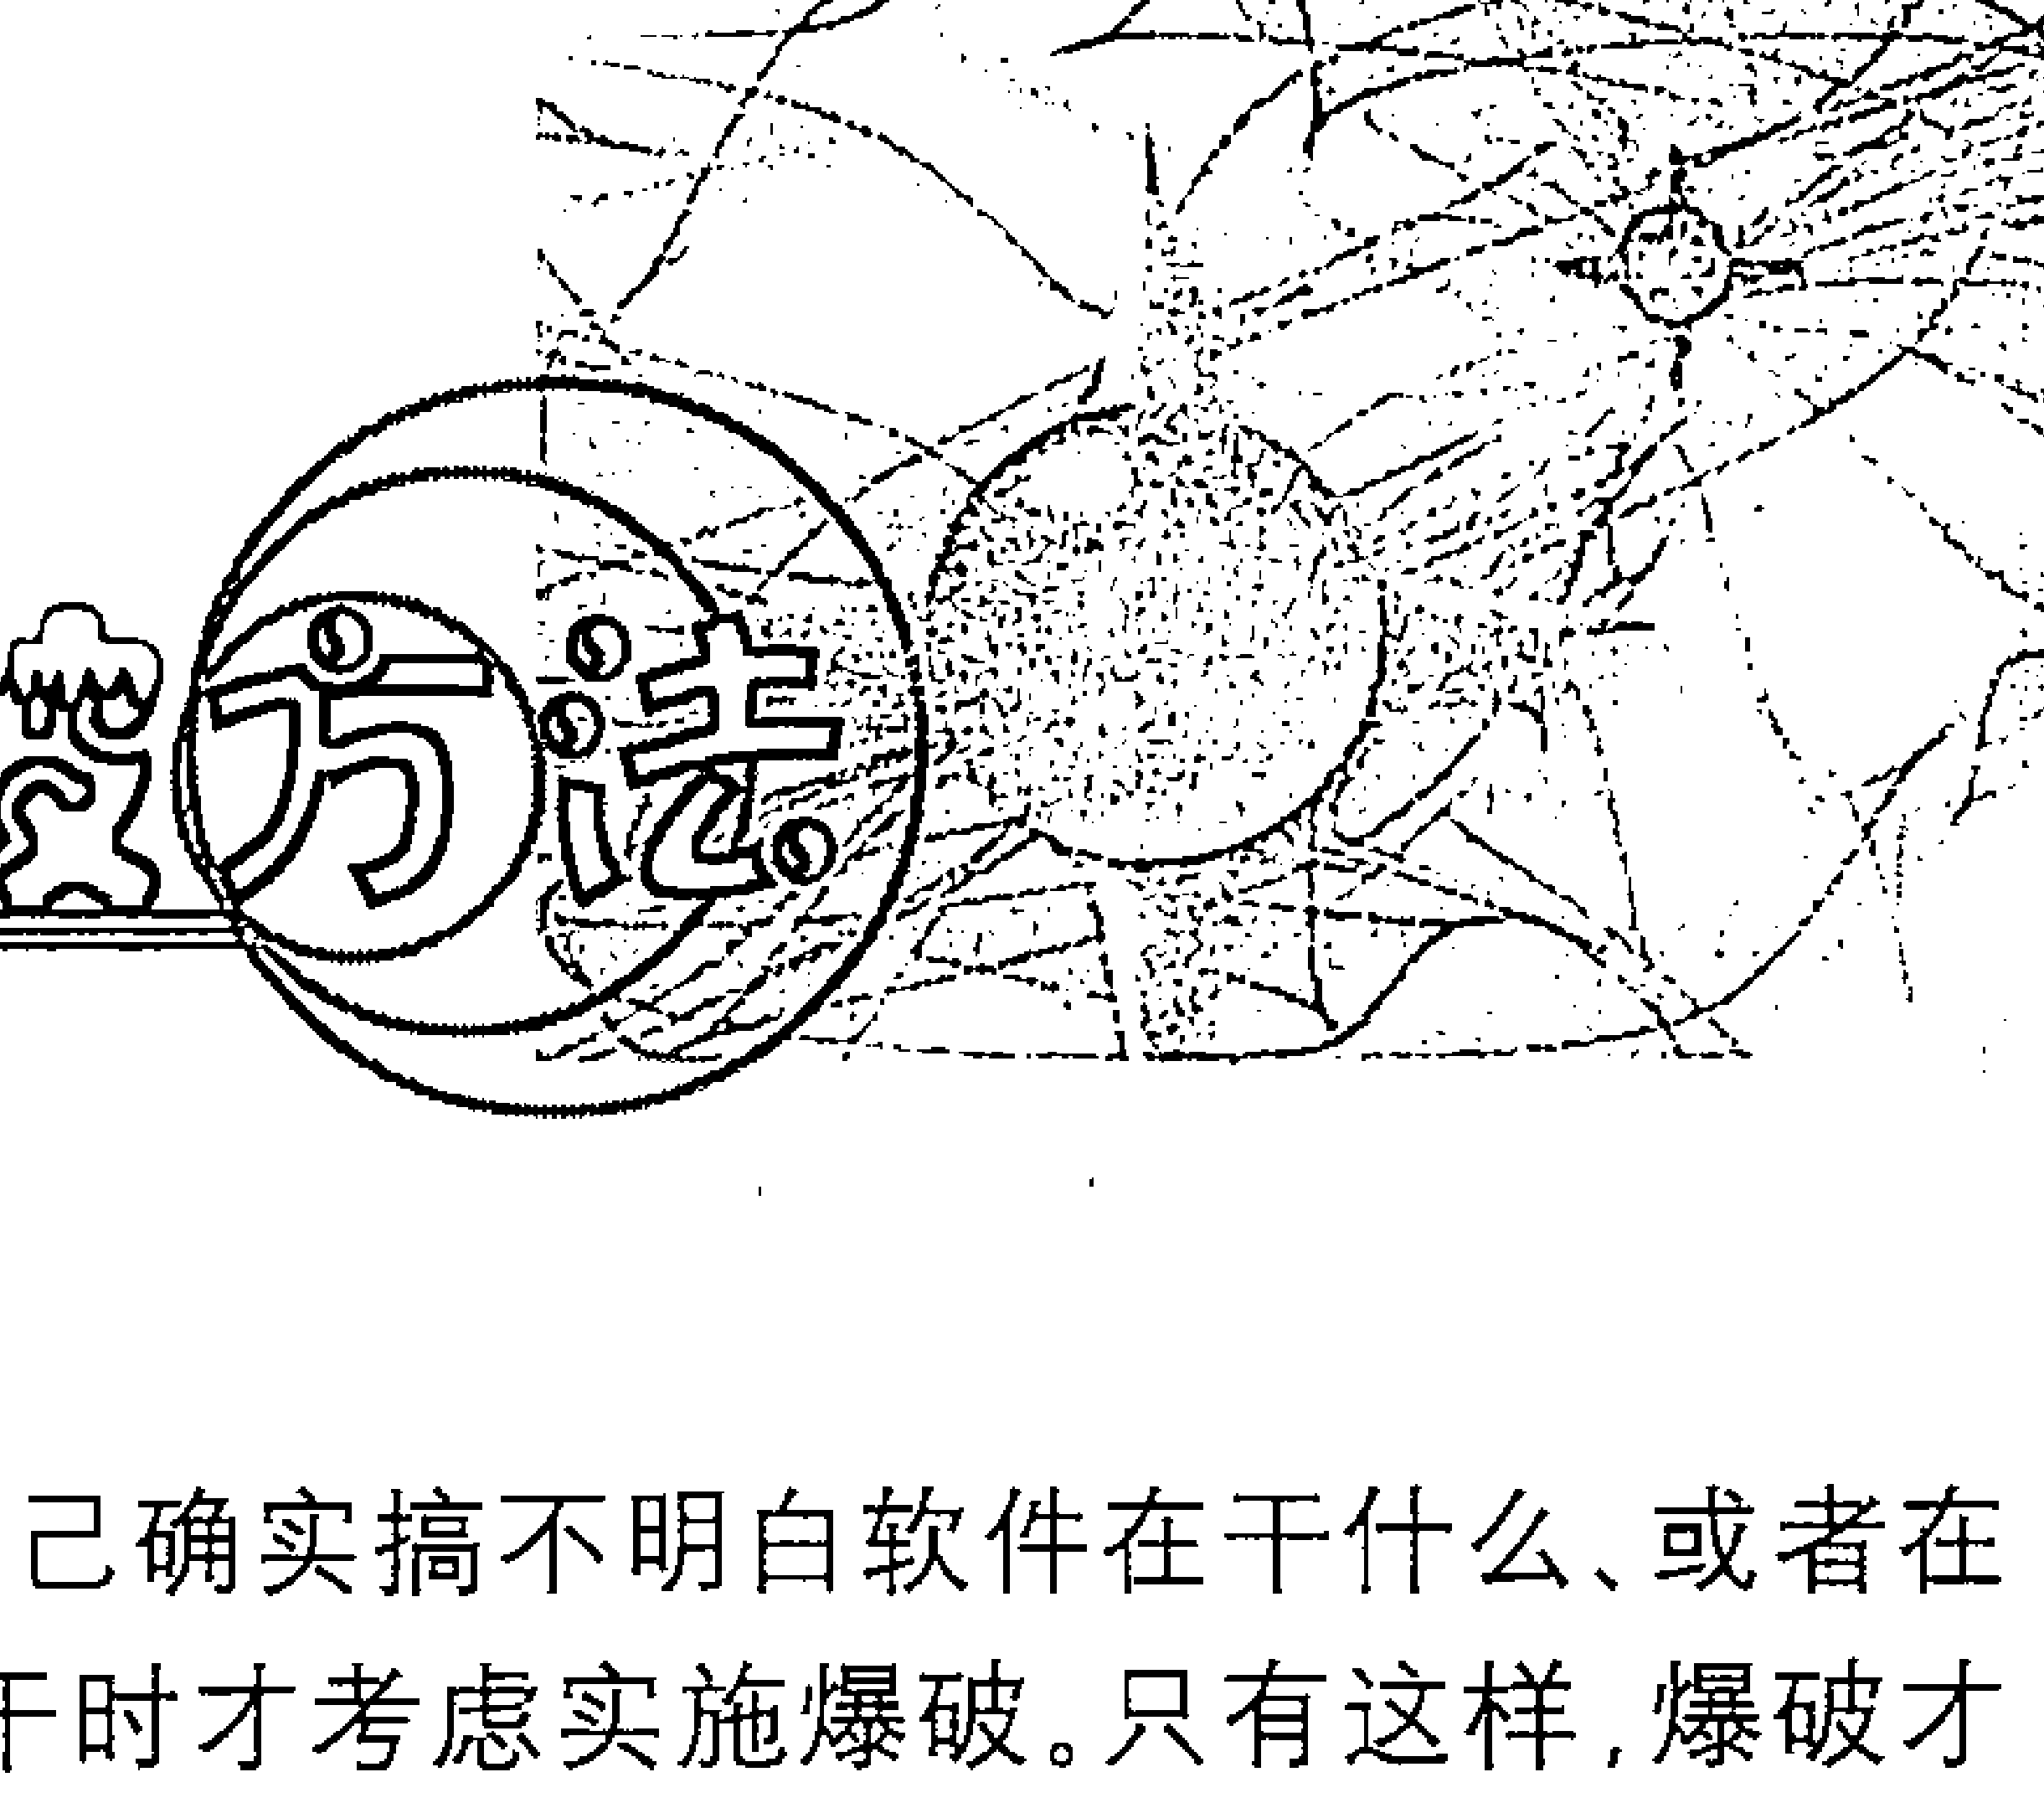 方法
己确实搞不明白软件在干什么、或者在
开时才考虑实施爆破。只有这样,爆破才